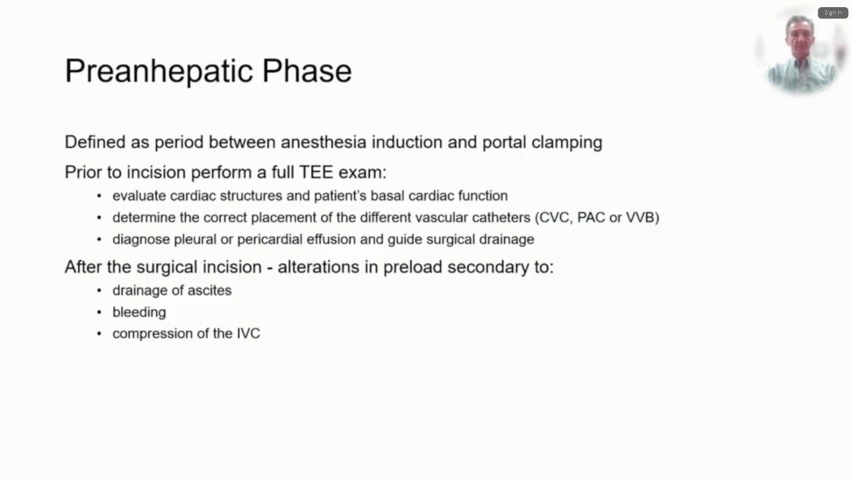 Sign in
Preanhepatic Phase
Defined as period between anesthesia induction and portal clamping
Prior to incision perform a full TEE exam:
• evaluate cardiac structures and patient's basal cardiac function
• determine the correct placement of the different vascular catheters (CVC, PAC or VVB)
• diagnose pleural or pericardial effusion and guide surgical drainage
After the surgical incision - alterations in preload secondary to:
• drainage of ascites
• bleeding
• compression of the IVC